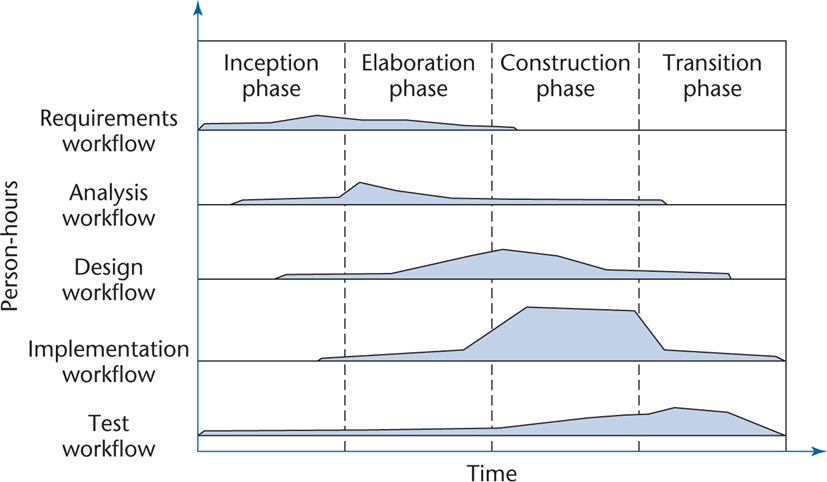 Inception
phase
Elaboration
phase
Construction
phase
Transition
phase
Requirements
workflow
Analysis
workflow
Design
workflow
Implementation
workflow
Test
workflow
Person-hours
Time